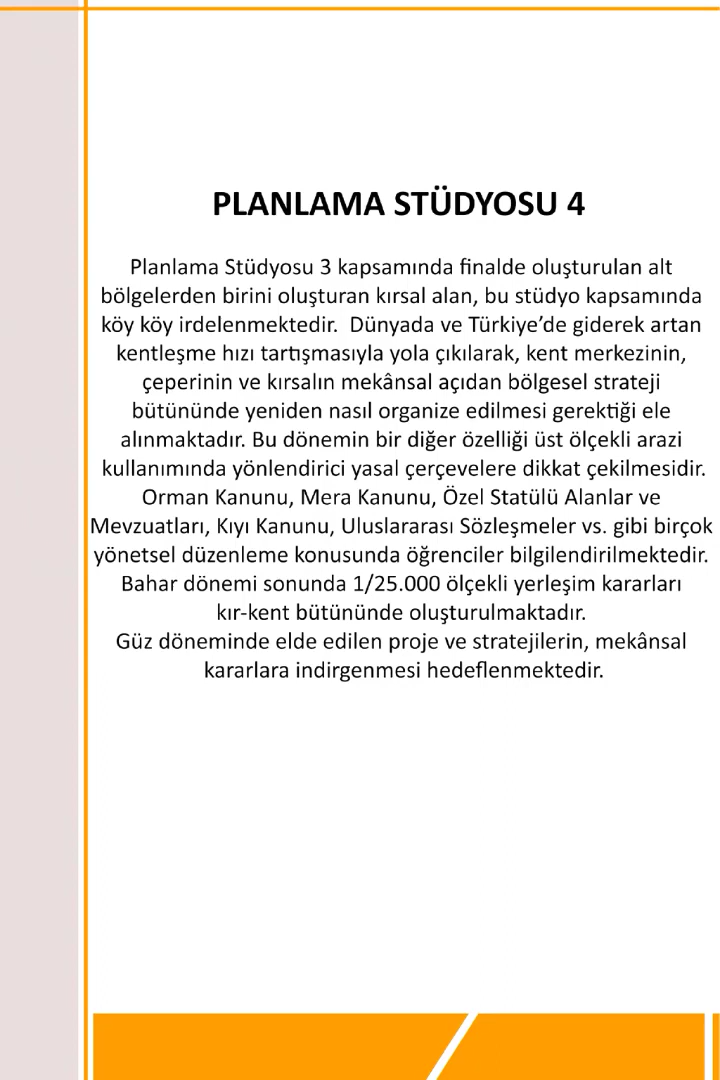 PLANLAMA STÜDYOSU 4
Planlama Stüdyosu 3 kapsamında finalde oluşturulan alt
bölgelerden birini oluşturan kırsal alan, bu stüdyo kapsamında
köy köy irdelenmektedir. Dünyada ve Türkiye’de giderek artan
kentleşme hızı tartışmasıyla yola çıkılarak, kent merkezinin,
çeperinin ve kırsalın mekânsal açıdan bölgesel strateji
bütününde yeniden nasıl organize edilmesi gerektiği ele
alınmaktadır. Bu dönemin bir diğer özelliği üst ölçekli arazi
kullanımında yönlendirici yasal çerçevelere dikkat çekilmesidir.
Orman Kanunu, Mera Kanunu, Özel Statülü Alanlar ve
Mevzuatları, Kıyı Kanunu, Uluslararası Sözleşmeler vs. gibi birçok
yönetsel düzenleme konusunda öğrenciler bilgilendirilmektedir.
Bahar dönemi sonunda 1/25.000 ölçekli yerleşim kararları
kır-kent bütününde oluşturulmaktadır.
Güz döneminde elde edilen proje ve stratejilerin, mekânsal
kararlara indirgenmesi hedeflenmektedir.